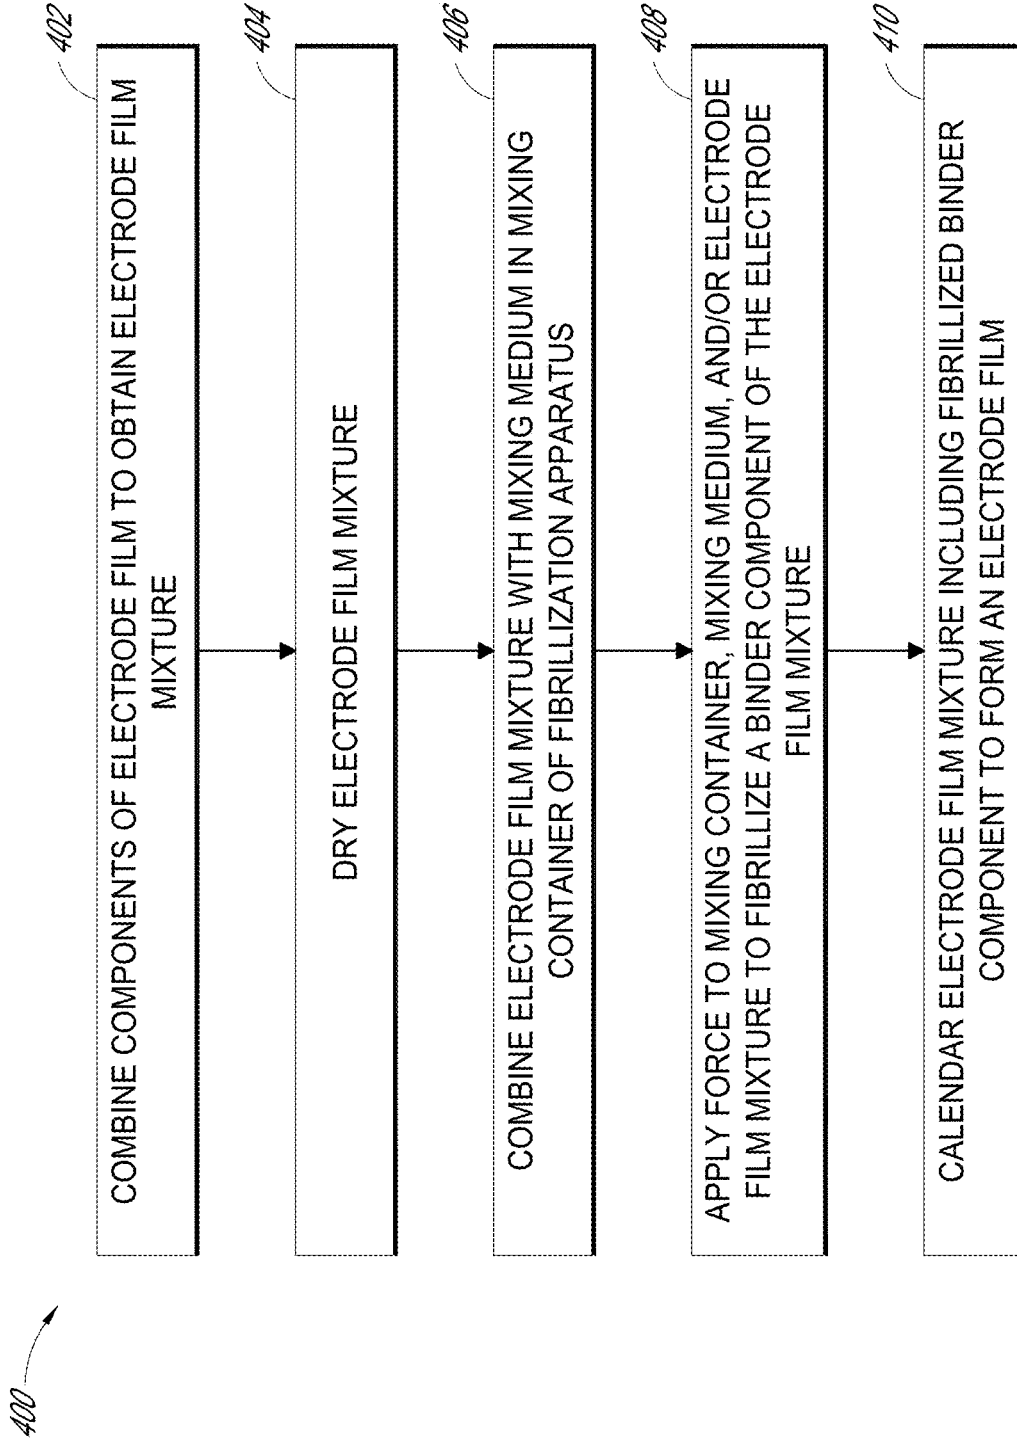 400
402
COMBINE COMPONENTS OF ELECTRODE FILM TO OBTAIN ELECTRODE FILM
MIXTURE
404
DRY ELECTRODE FILM MIXTURE
406
COMBINE ELECTRODE FILM MIXTURE WITH MIXING MEDIUM IN MIXING
CONTAINER OF FIBRILLIZATION APPARATUS
408
APPLY FORCE TO MIXING CONTAINER, MIXING MEDIUM, AND/OR ELECTRODE
FILM MIXTURE TO FIBRILLIZE A BINDER COMPONENT OF THE ELECTRODE
FILM MIXTURE
410
CALENDAR ELECTRODE FILM MIXTURE INCLUDING FIBRILLIZED BINDER
COMPONENT TO FORM AN ELECTRODE FILM